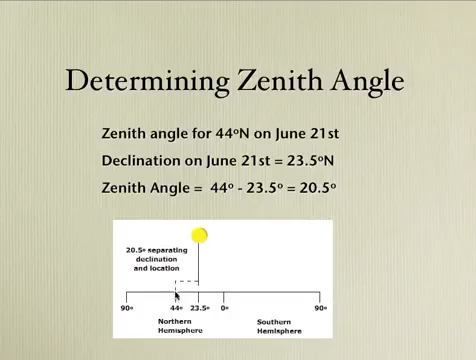 Determining Zenith Angle
Zenith angle for 44ºN on June 21st
Declination on June 21st = 23.5ºN
Zenith Angle = 44º - 23.5º = 20.5º
20.5º separating
declination
and location
90º 44º 23.5º 0º 90º
Northern
Hemisphere
Southern
Hemisphere